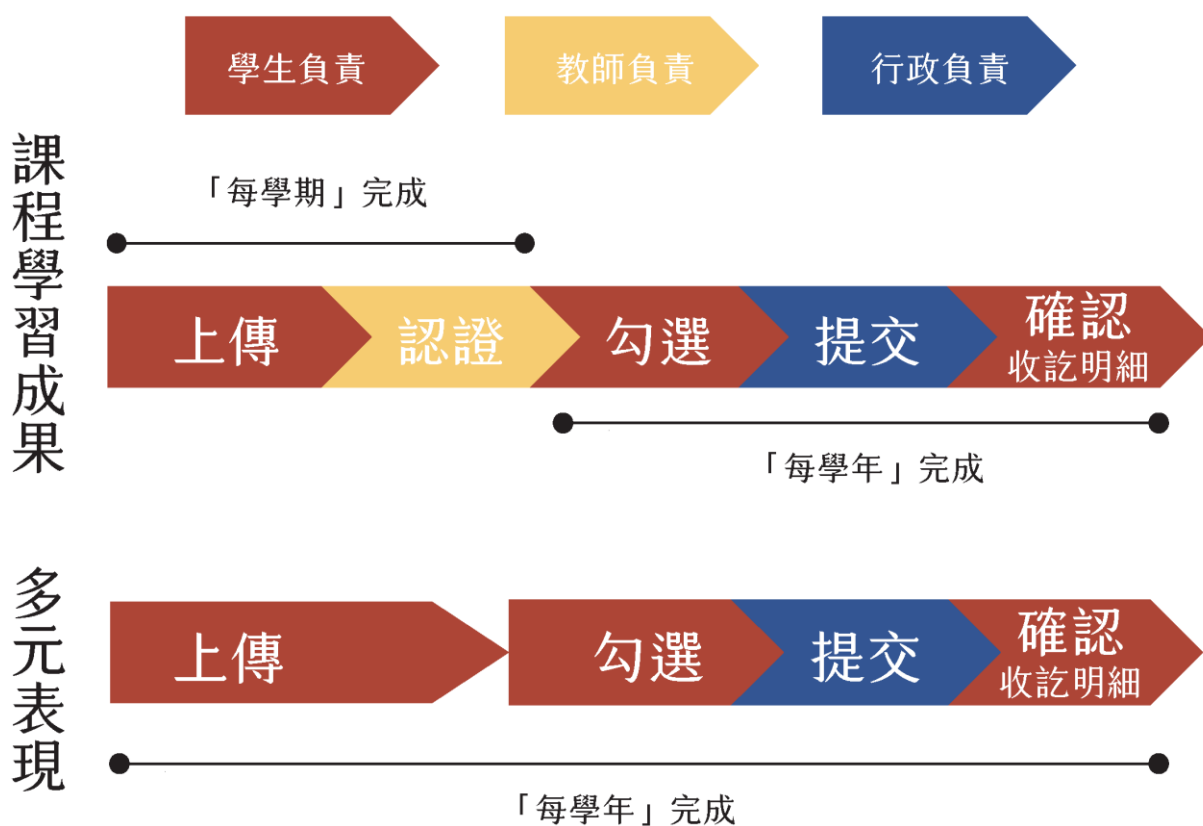 學生負責
教師負責
行政負責
課程學習成果
「每學期」完成
上傳
認證
勾選
提交
確認
收訖明細
「每學年」完成
多元表現
上傳
勾選
提交
確認
收訖明細
「每學年」完成